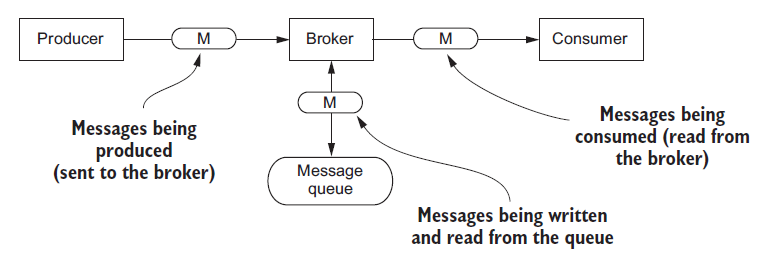 Producer
M
Broker
M
Consumer
M
Messages being
produced
(sent to the broker)
Messages being
consumed (read from
the broker)
Message
queue
Messages being written
and read from the queue